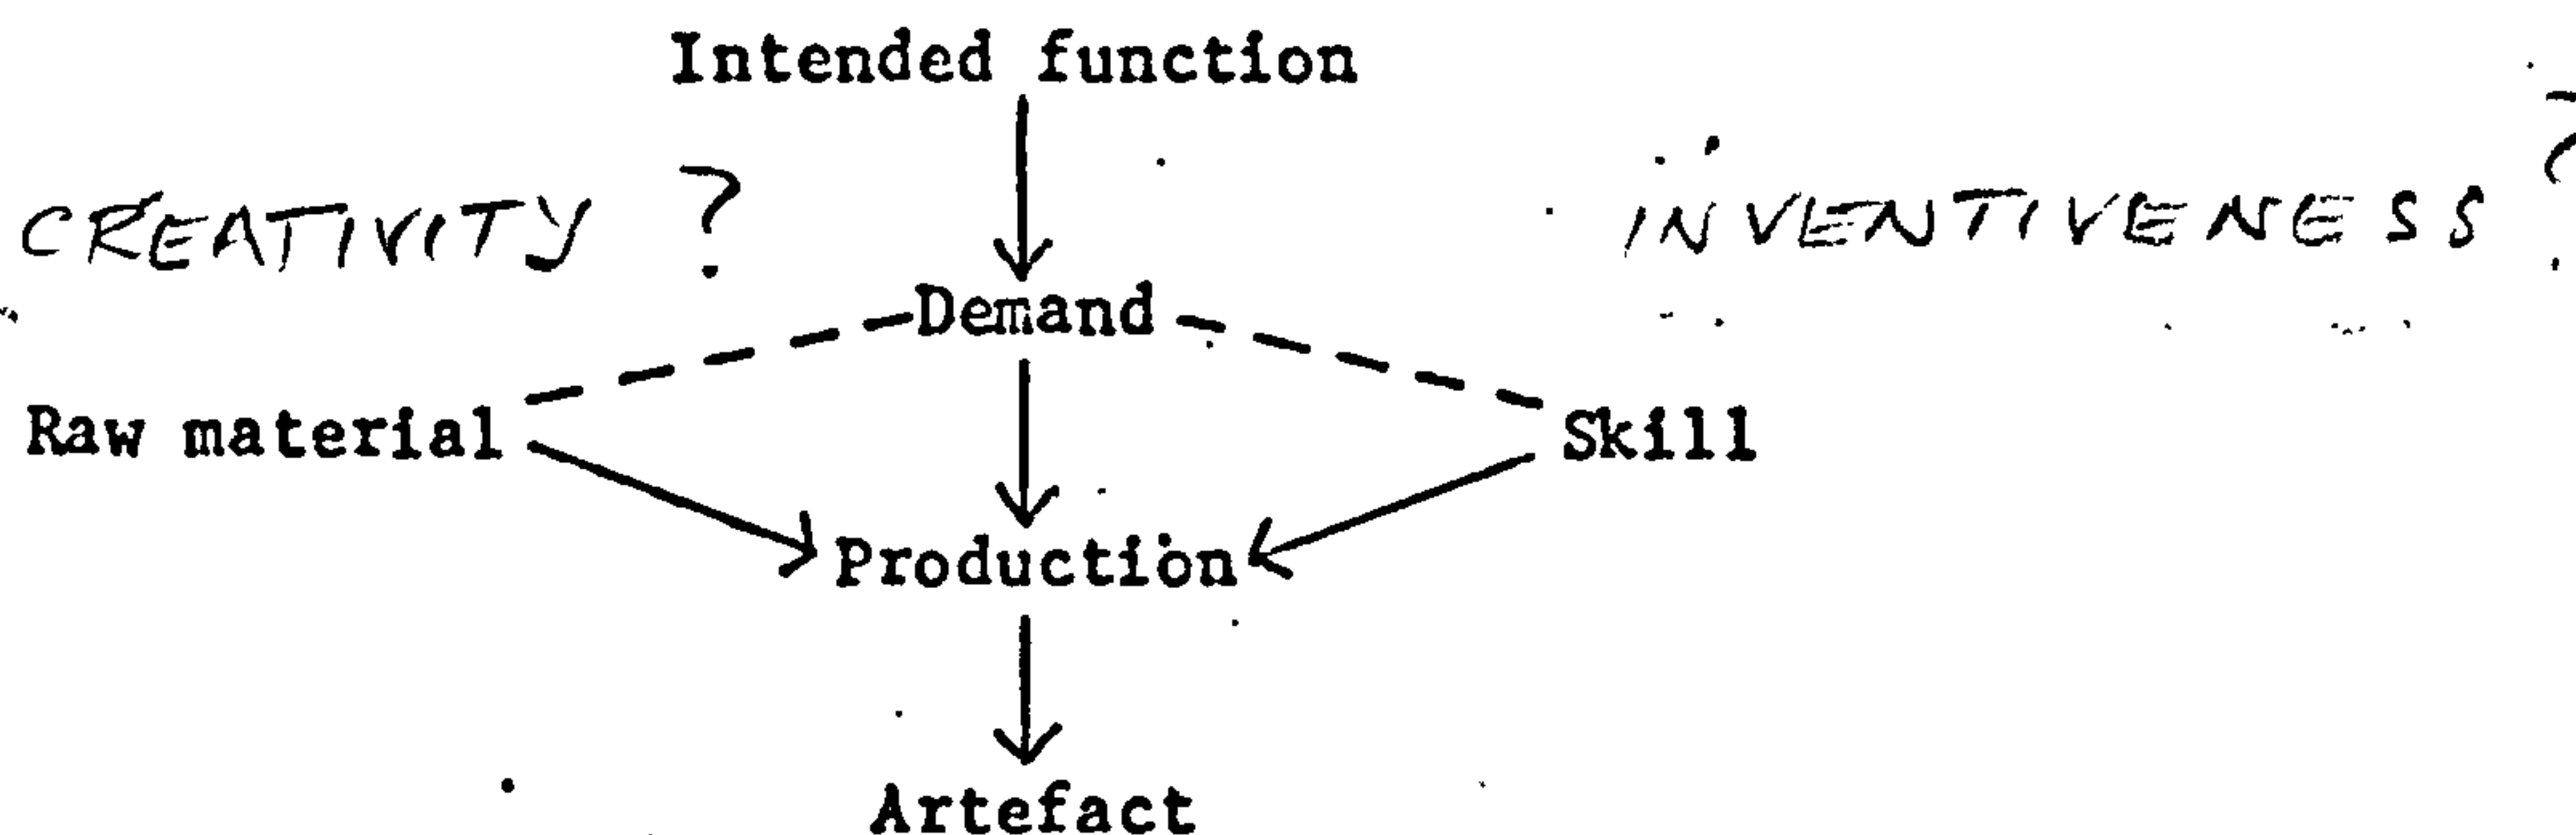 Intended function
CREATIVITY ?
INVENTIVENESS ?
Demand
Raw material
Skill
Production
Artefact